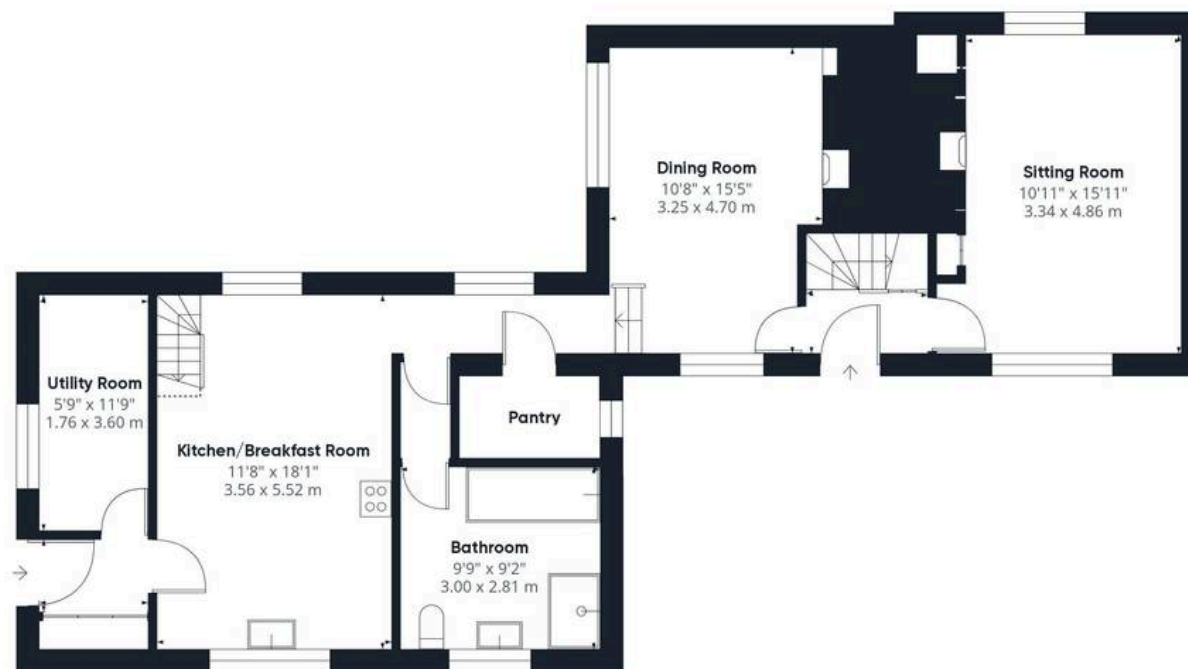 Dining Room
10'8" x 15'5"
3.25 x 4.70 m
Sitting Room
10'11" x 15'11"
3.34 x 4.86 m
Utility Room
5'9" x 11'9"
1.76 x 3.60 m
Kitchen/Breakfast Room
11'8" x 18'1"
3.56 x 5.52 m
Pantry
Bathroom
9'9" x 9'2"
3.00 x 2.81 m